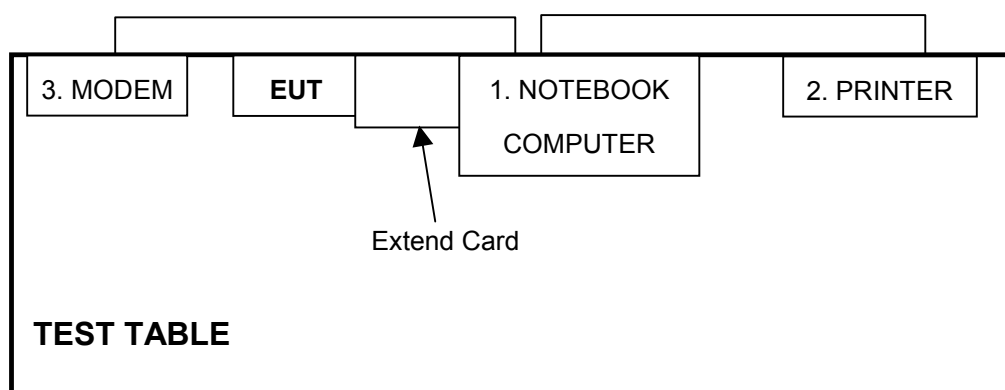 3. MODEM
EUT
1. NOTEBOOK
COMPUTER
2. PRINTER
Extend Card
TEST TABLE